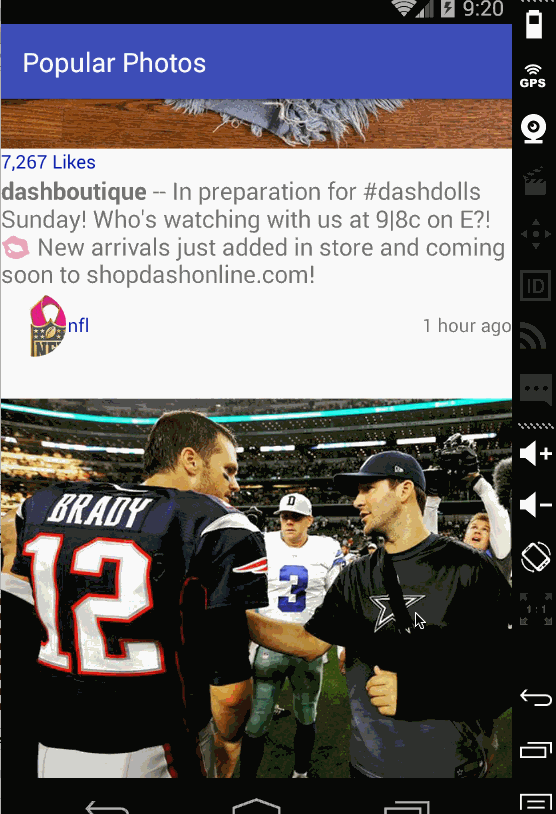 9:20
GPS
Popular Photos
7,267 Likes
dashboutique -- In preparation for #dashdolls
Sunday! Who's watching with us at 9|8c on E?!
New arrivals just added in store and coming
soon to shopdashonline.com!
ID
NFL
nfl
1 hour ago
BRADY
12
D
3
1:1